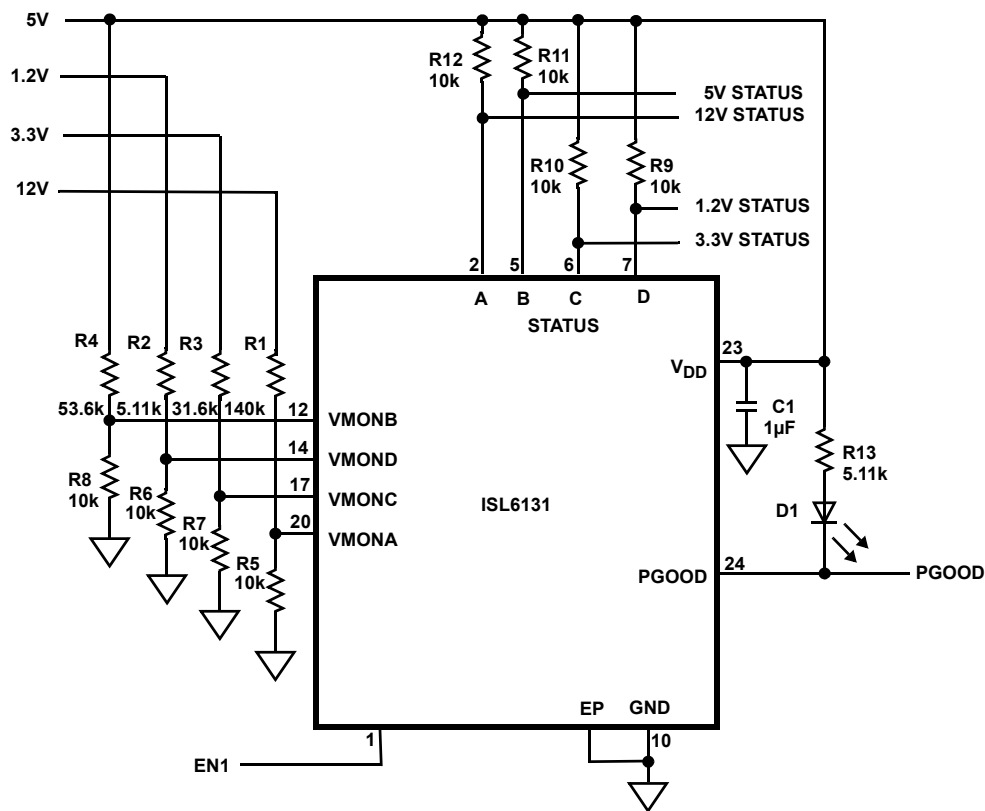 5V
R12
10k
R11
10k
1.2V
5V STATUS
12V STATUS
3.3V
R10
10k
R9
10k
12V
1.2V STATUS
3.3V STATUS
2 5 6 7
A B C D
STATUS
R4 R2 R3 R1
23
VDD
53.6k 5.11k 31.6k 140k
12
VMONB
C1
1µF
14
VMOND
R13
5.11k
R8
10k
R6
10k
17
VMONC
ISL6131
R7
10k
20
VMONA
D1
R5
10k
PGOOD
24
PGOOD
EP GND
1
10
EN1